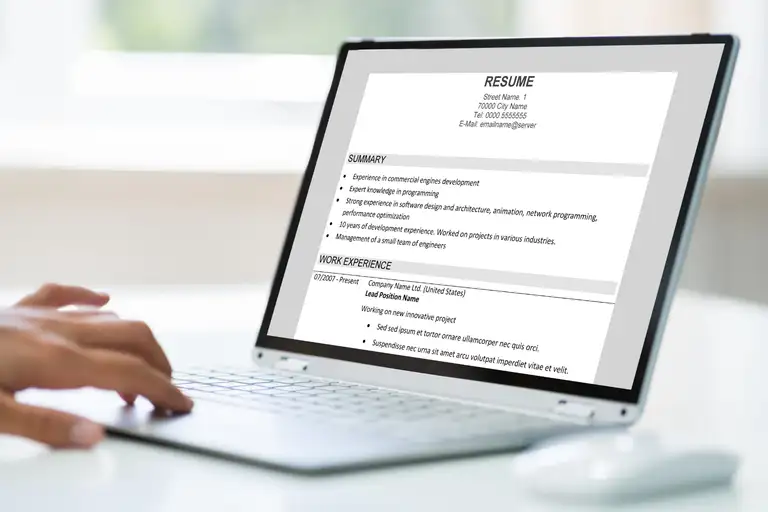 RESUME
Street Name. 1
70000 City Name
Tel: 0000 5555555
E-Mail: emailname@server
SUMMARY
• Experience in commercial engines development
• Expert knowledge in programming
• Strong experience in software design and architecture, animation, network programming,
performance optimization
• 10 years of development experience. Worked on projects in various industries.
• Management of a small team of engineers
WORK EXPERIENCE
07/2007 - Present Company Name Ltd. (United States)
Lead Position Name
Working on new innovative project
• Sed sed ipsum et tortor ornare ullamcorper nec quis orci.
• Suspendisse nec urna sit amet arcu volutpat imperdiet vitae et velit.